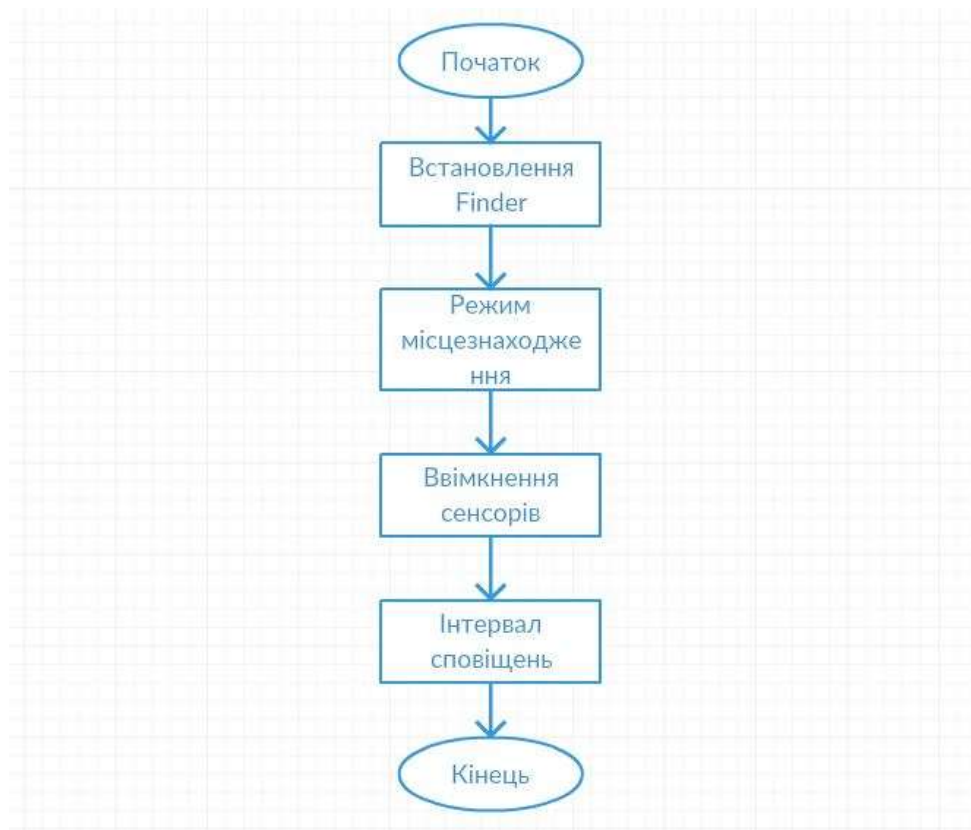 Початок
Встановлення
Finder
Режим
місцезнаходже
ння
Ввімкнення
сенсорів
Інтервал
сповіщень
Кінець